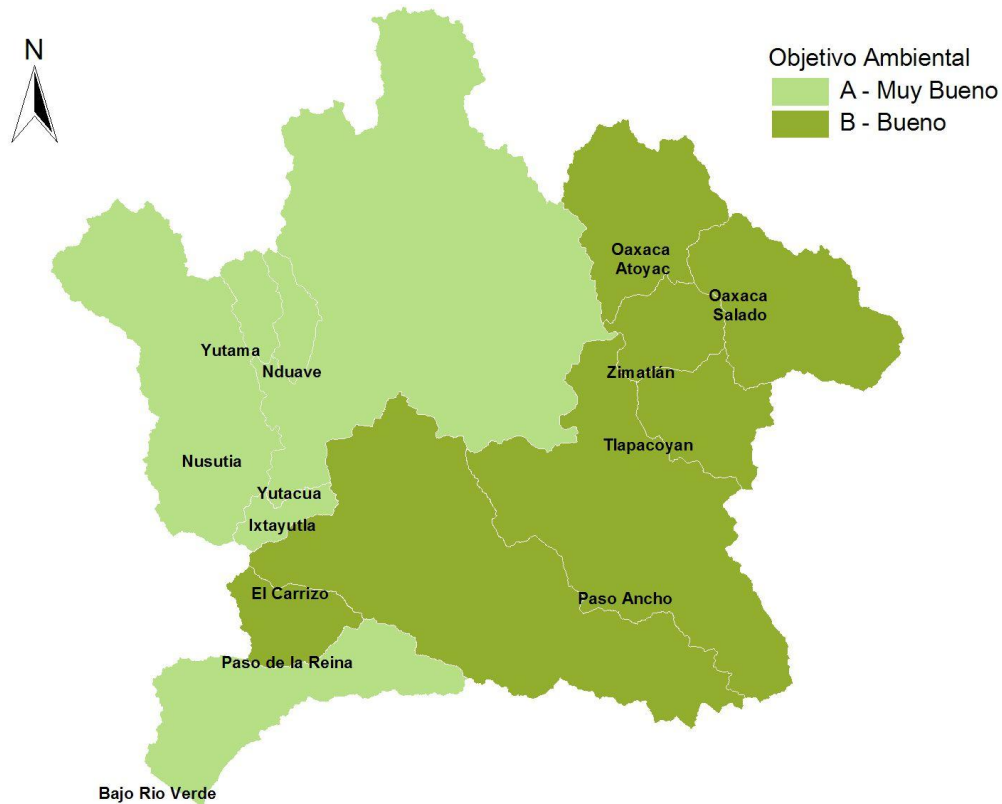 N
Objetivo Ambiental
A - Muy Bueno
B - Bueno
Oaxaca
Atoyac
Oaxaca
Salado
Yutama
Nduave
Zimatlán
Tlapacoyan
Nusutia
Yutacua
Ixtayutla
El Carrizo
Paso Ancho
Paso de la Reina
Bajo Rio Verde